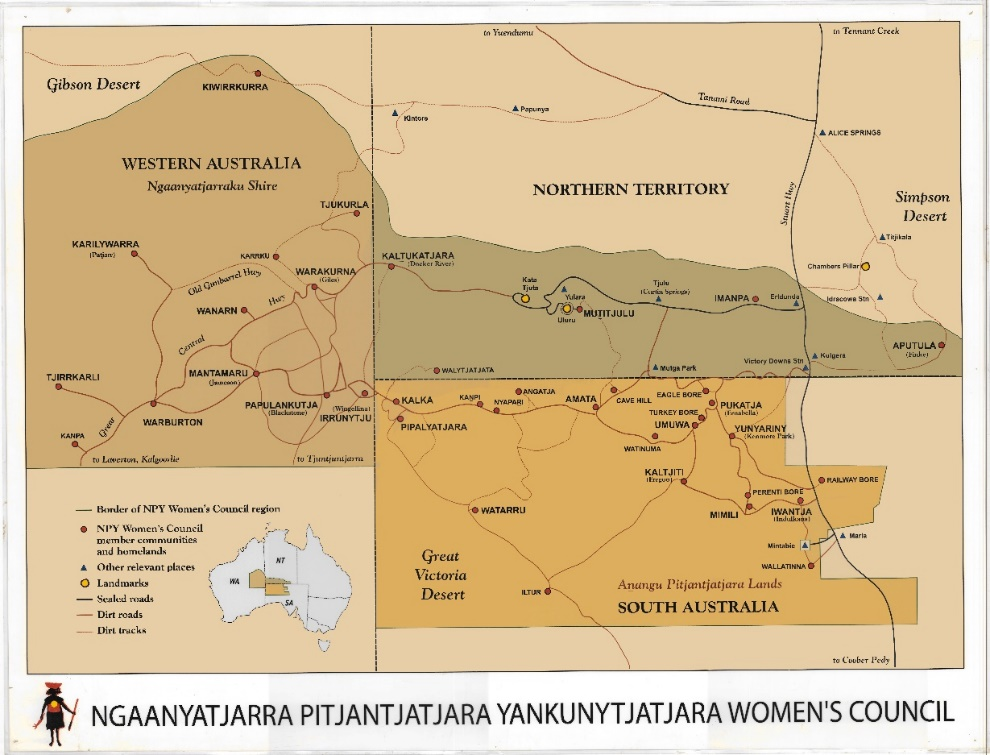 to Yuendumu
to Tennant Creek
Gibson Desert
KIWIRRKURRA
Kintore
Papunya
Tanami Road
ALICE SPRINGS
WESTERN AUSTRALIA
Ngaanyatjarraku Shire
NORTHERN TERRITORY
Stuart Hwy
Simpson
Desert
TJUKURLA
KARILYWARRA
(Patjarr)
KARRKU
KALTUKATJARA
(Docker River)
Titjikala
Chambers Pillar
Idracowa Stn
Old Gunbarrel Hwy
WARAKURNA
(Giles)
WANARN
Kata
Tjuta
Yulara
Uluru
MUTITJULU
Tjulu
(Curtis Springs)
IMANPA
Erldunda
APUTULA
(Finke)
Great
Central
Hwy
MANTAMARU
(Jameson)
WALYTJATJATA
Mulga Park
Victory Downs Stn
Kulgera
TJIRRKARLI
WARBURTON
KANPA
PAPULANKUTJA
(Blackstone)
(Wingellina)
IRRUNYTJU
KALKA
PIPALYATJARA
KANPI
NYAPARI
ANGATJA
AMATA
CAVE HILL
EAGLE BORE
TURKEY BORE
UMUWA
PUKATJA
(Ernabella)
YUNYARINY
(Kenmore Park)
WATINUMA
KALTJITI
(Fregon)
to Laverton, Kalgoorlie
to Tjuntjuntjarra
PERENTI BORE
RAILWAY BORE
MIMILI
IWANTJA
(Indulkana)
WATARRU
Mintabie
Marla
WALLATINNA
ILTUR
Great
Victoria
Desert
Anangu Pitjantjatjara Lands
SOUTH AUSTRALIA
to Coober Pedy
Border of NPY Women's Council region
NPY Women's Council
member communities
and homelands
Other relevant places
Landmarks
Sealed roads
Dirt roads
Dirt tracks
WA
NT
SA
NGAANYATJARRA PITJANTJATJARA YANKUNYTJATJARA WOMEN'S COUNCIL